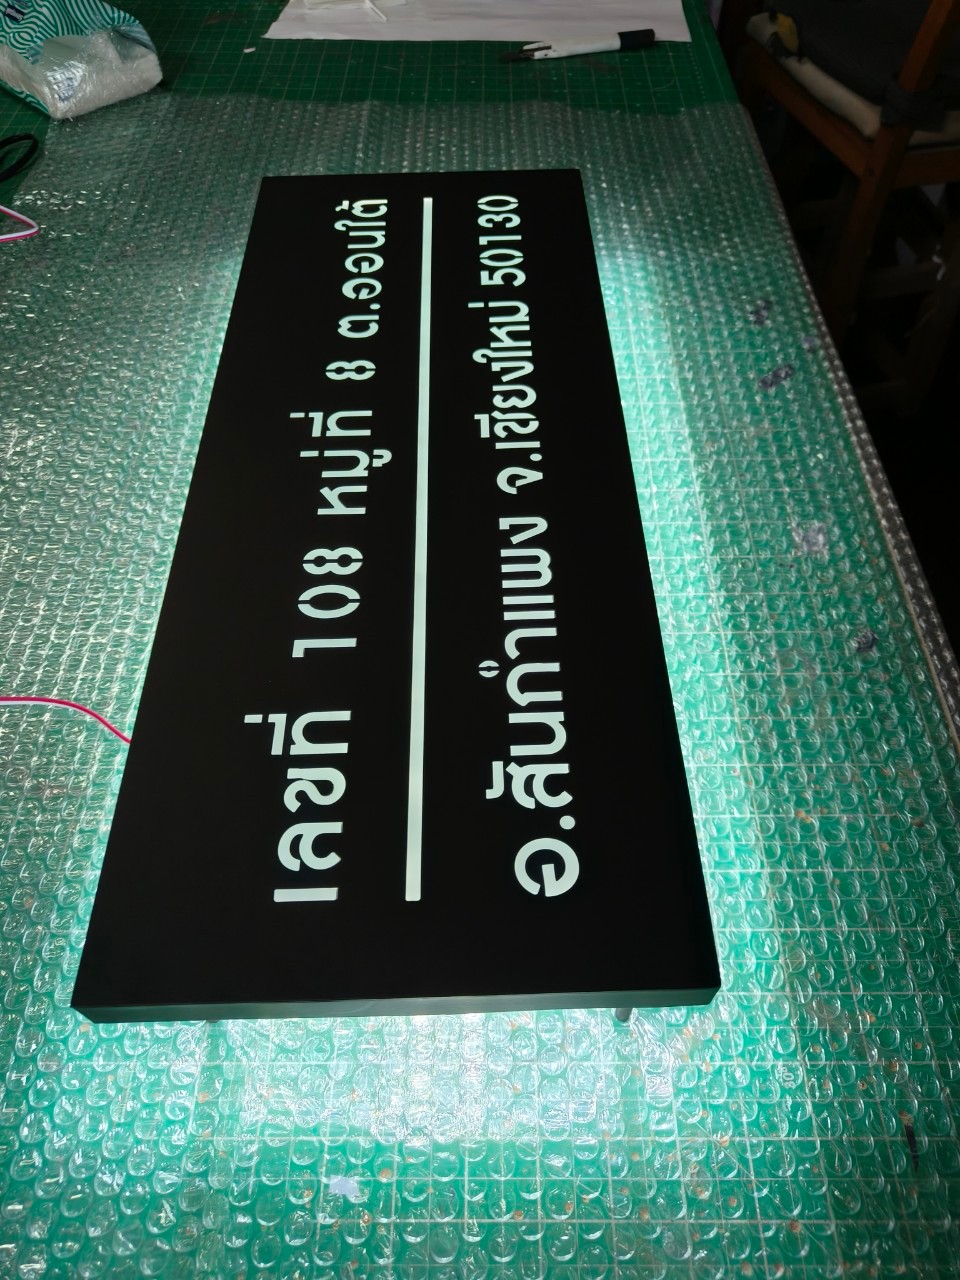 เลขที่ 108 หมู่ที่ 8 ต.ออนใต้
อ.สันกำแพง จ.เชียงใหม่ 50130